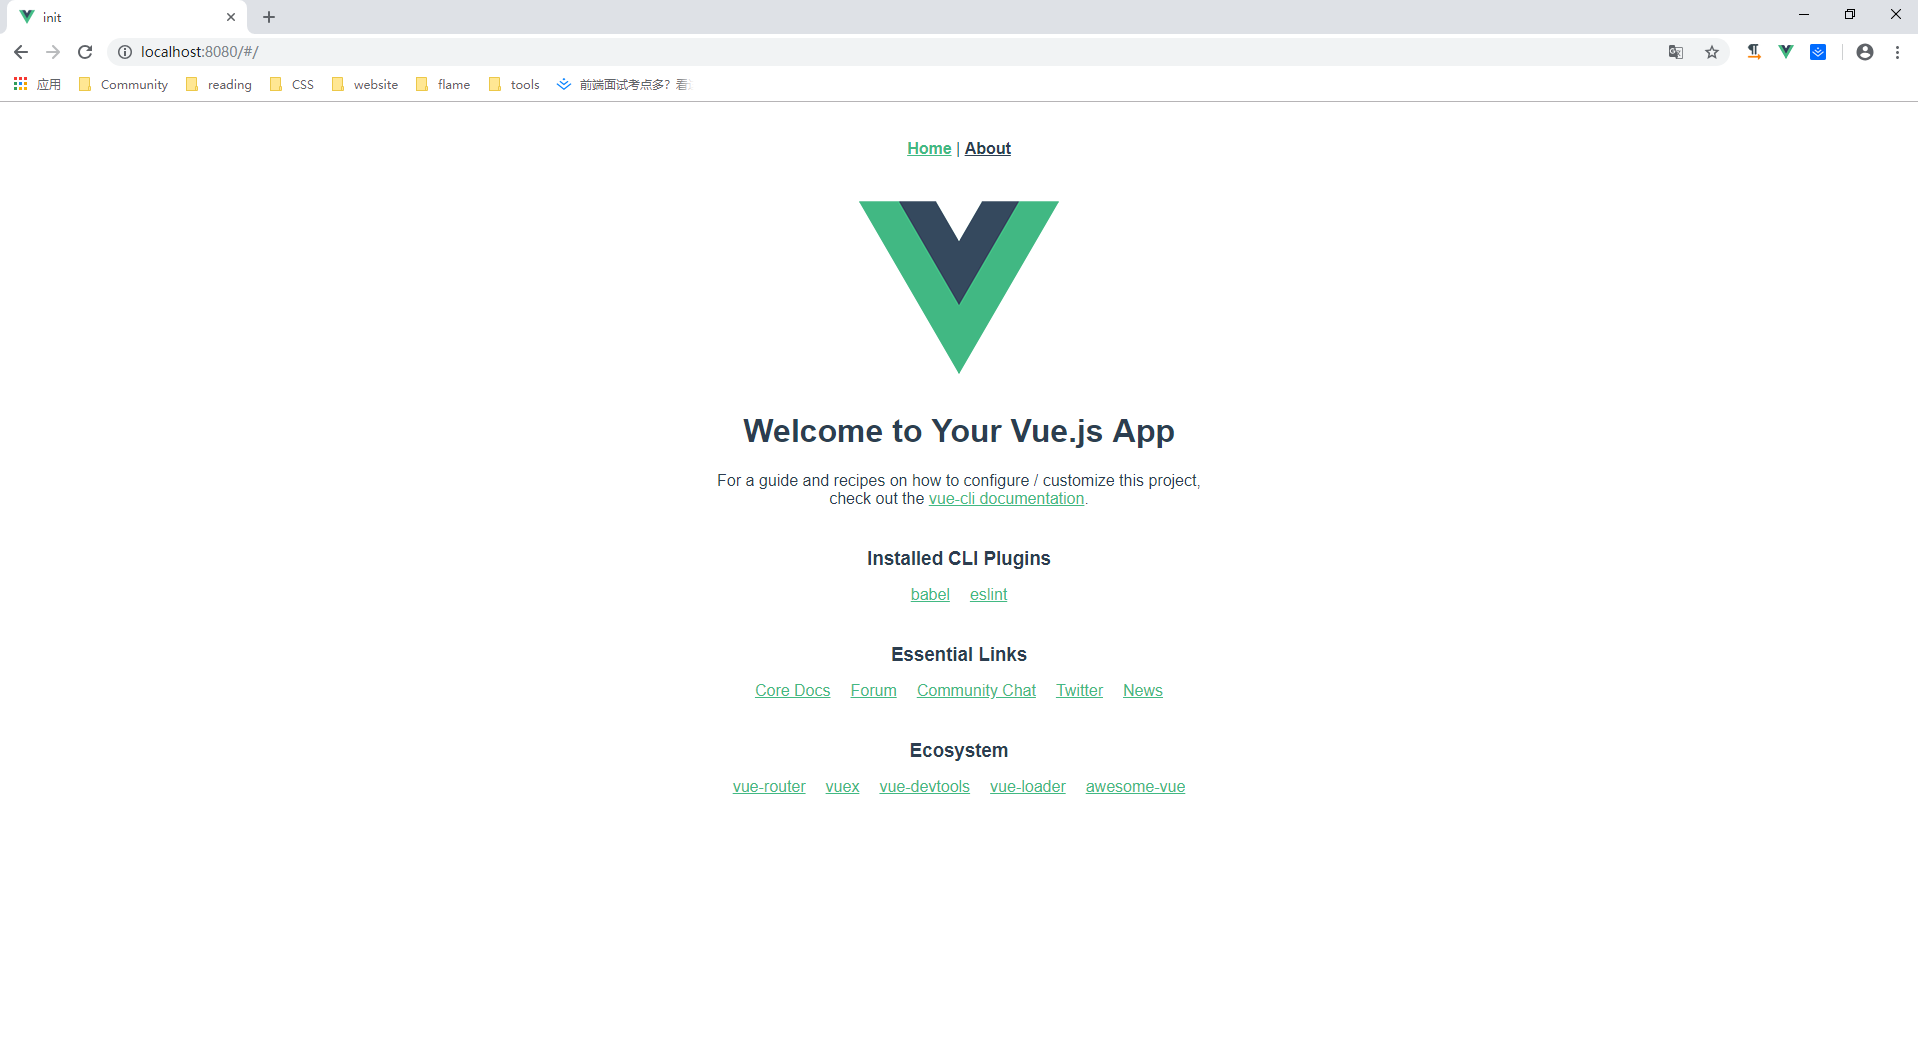 init
localhost:8080/#/
应用 Community reading CSS website flame tools 前端面试考点多？看
Home | About
Welcome to Your Vue.js App
For a guide and recipes on how to configure / customize this project,
check out the vue-cli documentation.
Installed CLI Plugins
babel eslint
Essential Links
Core Docs Forum Community Chat Twitter News
Ecosystem
vue-router vuex vue-devtools vue-loader awesome-vue